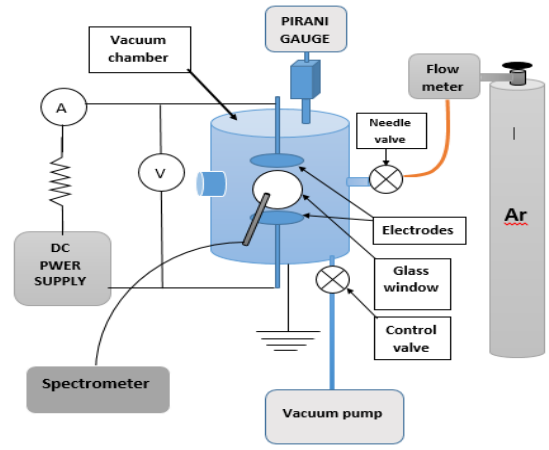 PIRANI
GAUGE
Vacuum
chamber
Flow
meter
A
Needle
valve
V
Ar
Electrodes
DC
PWER
SUPPLY
Glass
window
Control
valve
Spectrometer
Vacuum pump